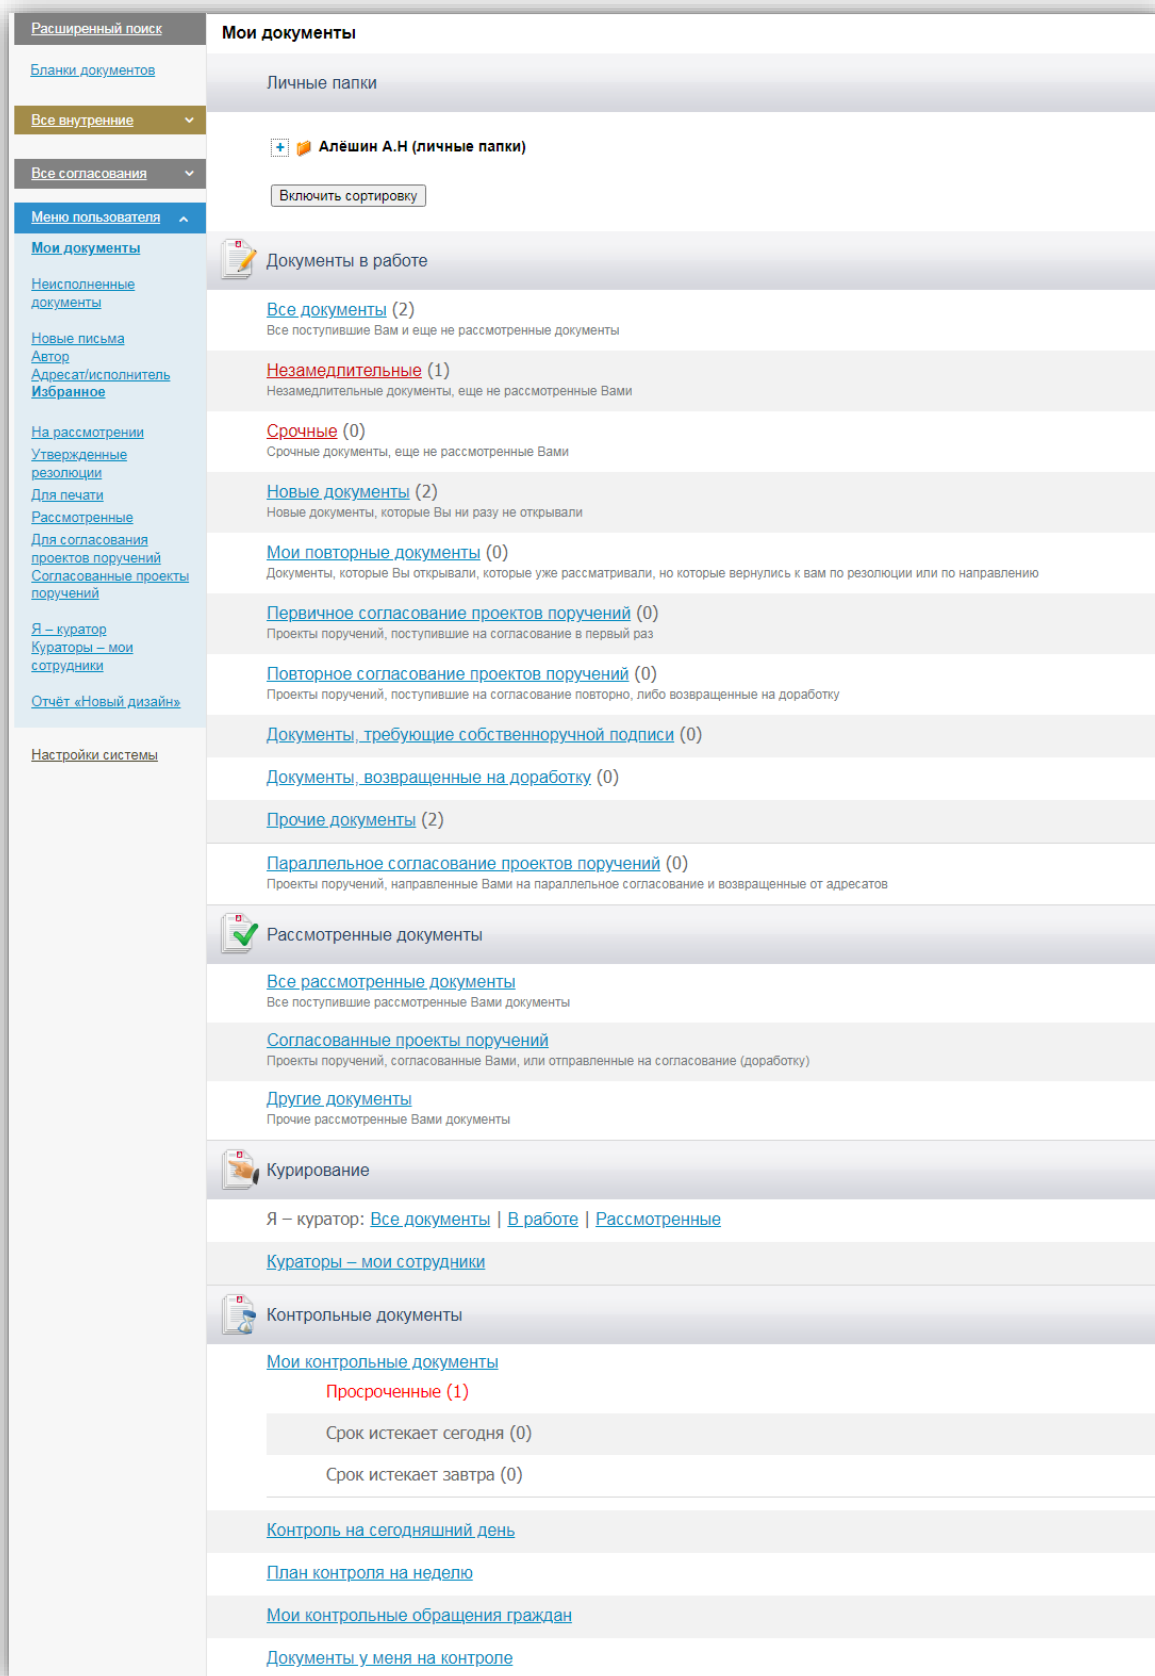 Расширенный поиск
Бланки документов
Все внутренние
Все согласования
Меню пользователя
Мои документы
Неисполненные
документы
Новые письма
Автор
Адресат/исполнитель
Избранное
На рассмотрении
Утвержденные
резолюции
Для печати
Рассмотренные
Для согласования
проектов поручений
Согласованные проекты
поручений
Я – куратор
Кураторы – мои
сотрудники
Отчёт «Новый дизайн»
Настройки системы
Мои документы
Личные папки
Алёшин А.Н (личные папки)
Включить сортировку
Документы в работе
Все документы (2)
Все поступившие Вам и еще не рассмотренные документы
Незамедлительные (1)
Незамедлительные документы, еще не рассмотренные Вами
Срочные (0)
Срочные документы, еще не рассмотренные Вами
Новые документы (2)
Новые документы, которые Вы ни разу не открывали
Мои повторные документы (0)
Документы, которые Вы открывали, которые уже рассматривали, но которые вернулись к вам по резолюции или по направлению
Первичное согласование проектов поручений (0)
Проекты поручений, поступившие на согласование в первый раз
Повторное согласование проектов поручений (0)
Проекты поручений, поступившие на согласование повторно, либо возвращенные на доработку
Документы, требующие собственноручной подписи (0)
Документы, возвращенные на доработку (0)
Прочие документы (2)
Параллельное согласование проектов поручений (0)
Проекты поручений, направленные Вами на параллельное согласование и возвращенные от адресатов
Рассмотренные документы
Все рассмотренные документы
Все поступившие рассмотренные Вами документы
Согласованные проекты поручений
Проекты поручений, согласованные Вами, или отправленные на согласование (доработку)
Другие документы
Прочие рассмотренные Вами документы
Курирование
Я – куратор: Все документы | В работе | Рассмотренные
Кураторы – мои сотрудники
Контрольные документы
Мои контрольные документы
Просроченные (1)
Срок истекает сегодня (0)
Срок истекает завтра (0)
Контроль на сегодняшний день
План контроля на неделю
Мои контрольные обращения граждан
Документы у меня на контроле